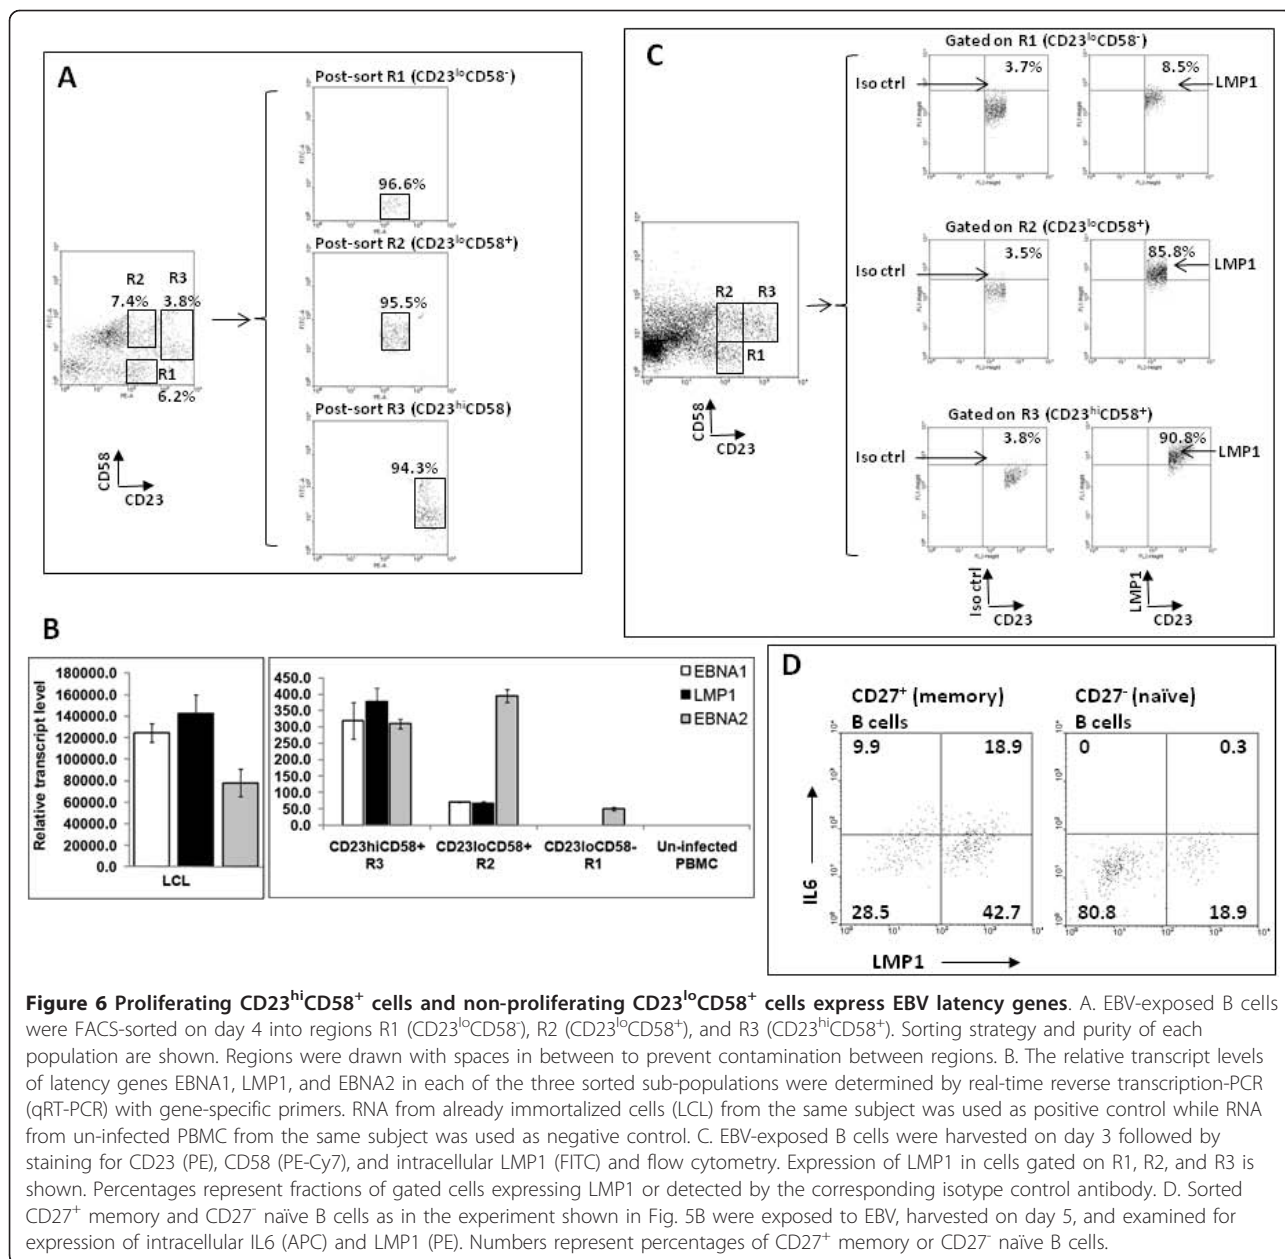 A
Post-sort R1 (CD23loCD58-)
96.6%
Post-sort R2 (CD23loCD58+)
R2 R3
7.4% 3.8%
95.5%
R1
6.2%
PE-A
Post-sort R3 (CD23hiCD58)
94.3%
CD58
CD23
PE-A
C
Gated on R1 (CD23loCD58-)
Iso ctrl 3.7% 8.5% LMP1
FL2-Height FL2-Height
Gated on R2 (CD23loCD58+)
Iso ctrl 3.5% 85.8% LMP1
R2 R3
R1
CD58
CD23
Gated on R3 (CD23hiCD58+)
Iso ctrl 3.8% 90.8% LMP1
Iso ctrl
CD23
LMP1
CD23
B
Relative transcript level
180000.0
160000.0
140000.0
120000.0
100000.0
80000.0
60000.0
40000.0
20000.0
0.0
LCL
450.0
400.0
350.0
300.0
250.0
200.0
150.0
100.0
50.0
0.0
EBNA1
LMP1
EBNA2
CD23hiCD58+ CD23loCD58+ CD23loCD58- Un-infected
R3 R2 R1 PBMC
D
CD27+ (memory) CD27- (naïve)
B cells B cells
9.9 18.9 0 0.3
28.5 42.7 80.8 18.9
IL6
LMP1
Figure 6 Proliferating CD23hiCD58+ cells and non-proliferating CD23loCD58+ cells express EBV latency genes. A. EBV-exposed B cells
were FACS-sorted on day 4 into regions R1 (CD23loCD58-), R2 (CD23loCD58+), and R3 (CD23hiCD58+). Sorting strategy and purity of each
population are shown. Regions were drawn with spaces in between to prevent contamination between regions. B. The relative transcript levels
of latency genes EBNA1, LMP1, and EBNA2 in each of the three sorted sub-populations were determined by real-time reverse transcription-PCR
(qRT-PCR) with gene-specific primers. RNA from already immortalized cells (LCL) from the same subject was used as positive control while RNA
from un-infected PBMC from the same subject was used as negative control. C. EBV-exposed B cells were harvested on day 3 followed by
staining for CD23 (PE), CD58 (PE-Cy7), and intracellular LMP1 (FITC) and flow cytometry. Expression of LMP1 in cells gated on R1, R2, and R3 is
shown. Percentages represent fractions of gated cells expressing LMP1 or detected by the corresponding isotype control antibody. D. Sorted
CD27+ memory and CD27- naïve B cells as in the experiment shown in Fig. 5B were exposed to EBV, harvested on day 5, and examined for
expression of intracellular IL6 (APC) and LMP1 (PE). Numbers represent percentages of CD27+ memory or CD27- naïve B cells.